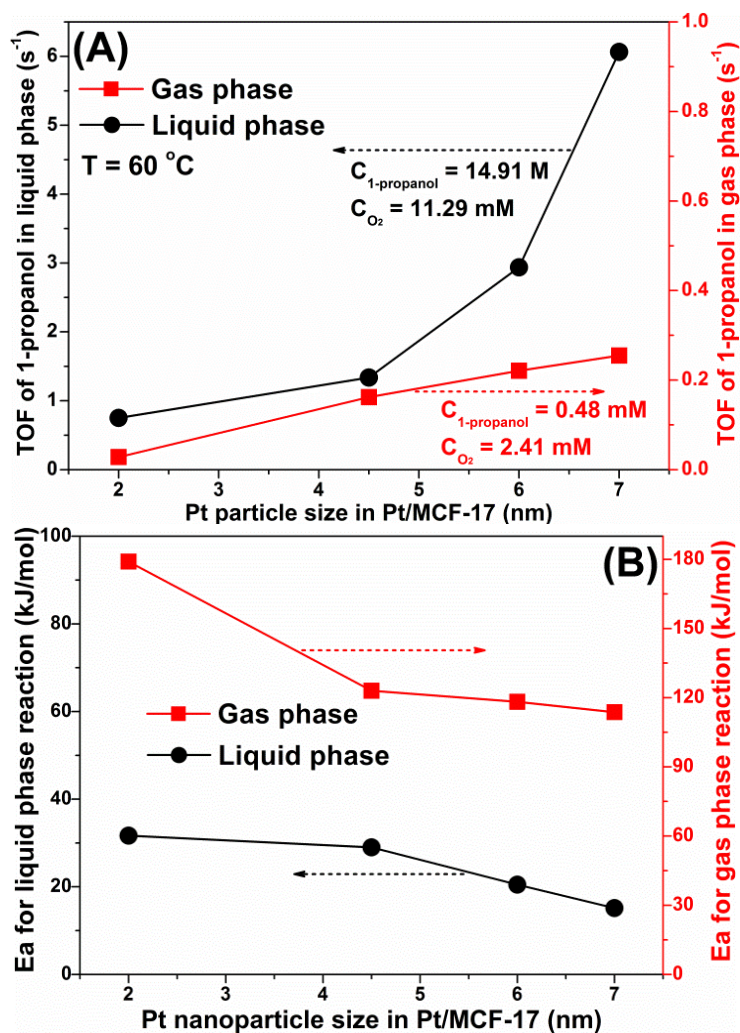 (A)
Gas phase
Liquid phase
T = 60 °C
C1-propanol = 14.91 M
CO2 = 11.29 mM
C1-propanol = 0.48 mM
CO2 = 2.41 mM
TOF of 1-propanol in liquid phase (s-1)
0
1
2
3
4
5
6
TOF of 1-propanol in gas phase (s-1)
0.0
0.2
0.4
0.6
0.8
1.0
2 3 4 5 6 7
Pt particle size in Pt/MCF-17 (nm)
(B)
Gas phase
Liquid phase
Ea for liquid phase reaction (kJ/mol)
100
80
60
40
20
0
Ea for gas phase reaction (kJ/mol)
180
150
120
90
60
30
0
2 3 4 5 6 7
Pt nanoparticle size in Pt/MCF-17 (nm)